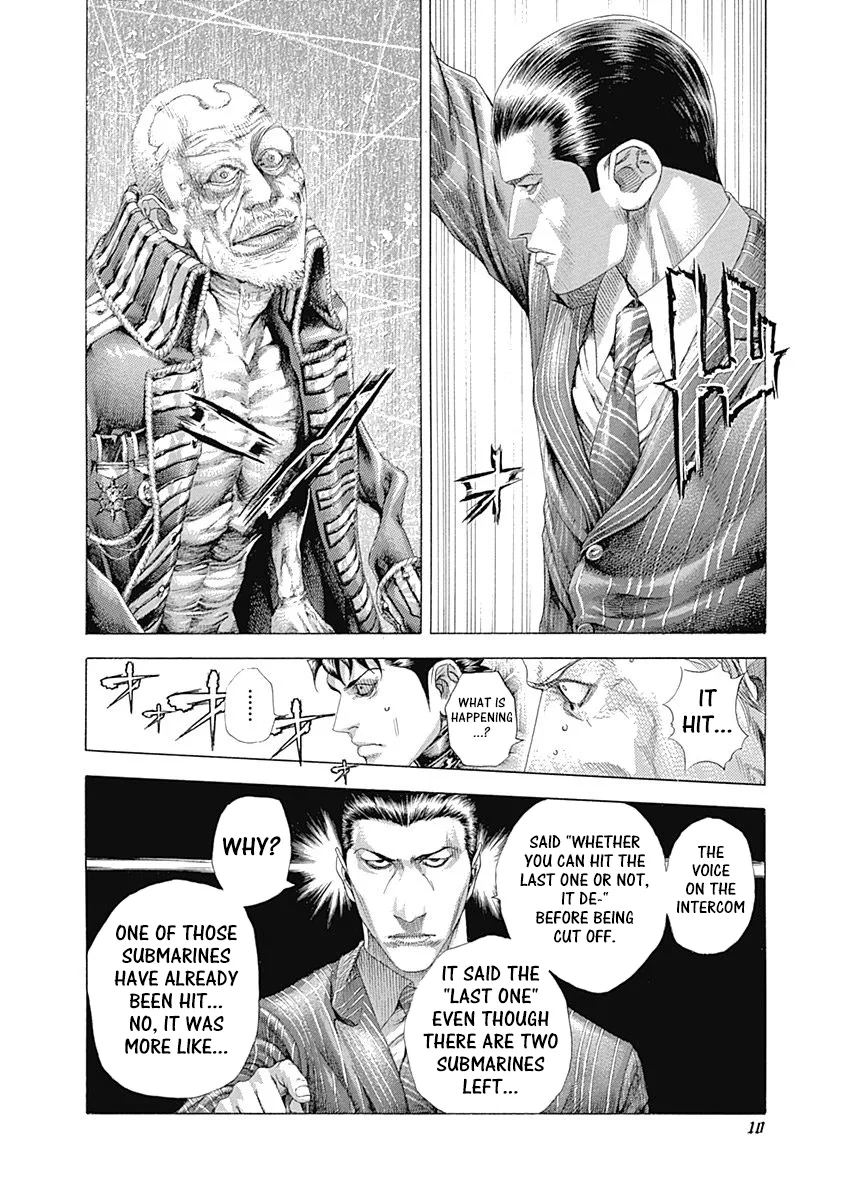 IT
HIT...
WHAT IS
HAPPENING
...?
......
THE
VOICE
ON THE
INTERCOM
SAID "WHETHER
YOU CAN HIT THE
LAST ONE OR NOT,
IT DE-"
BEFORE BEING
CUT OFF.
IT SAID THE
"LAST ONE"
EVEN THOUGH
THERE ARE TWO
SUBMARINES
LEFT...
WHY?
ONE OF THOSE
SUBMARINES
HAVE ALREADY
BEEN HIT...
NO, IT WAS
MORE LIKE...
10